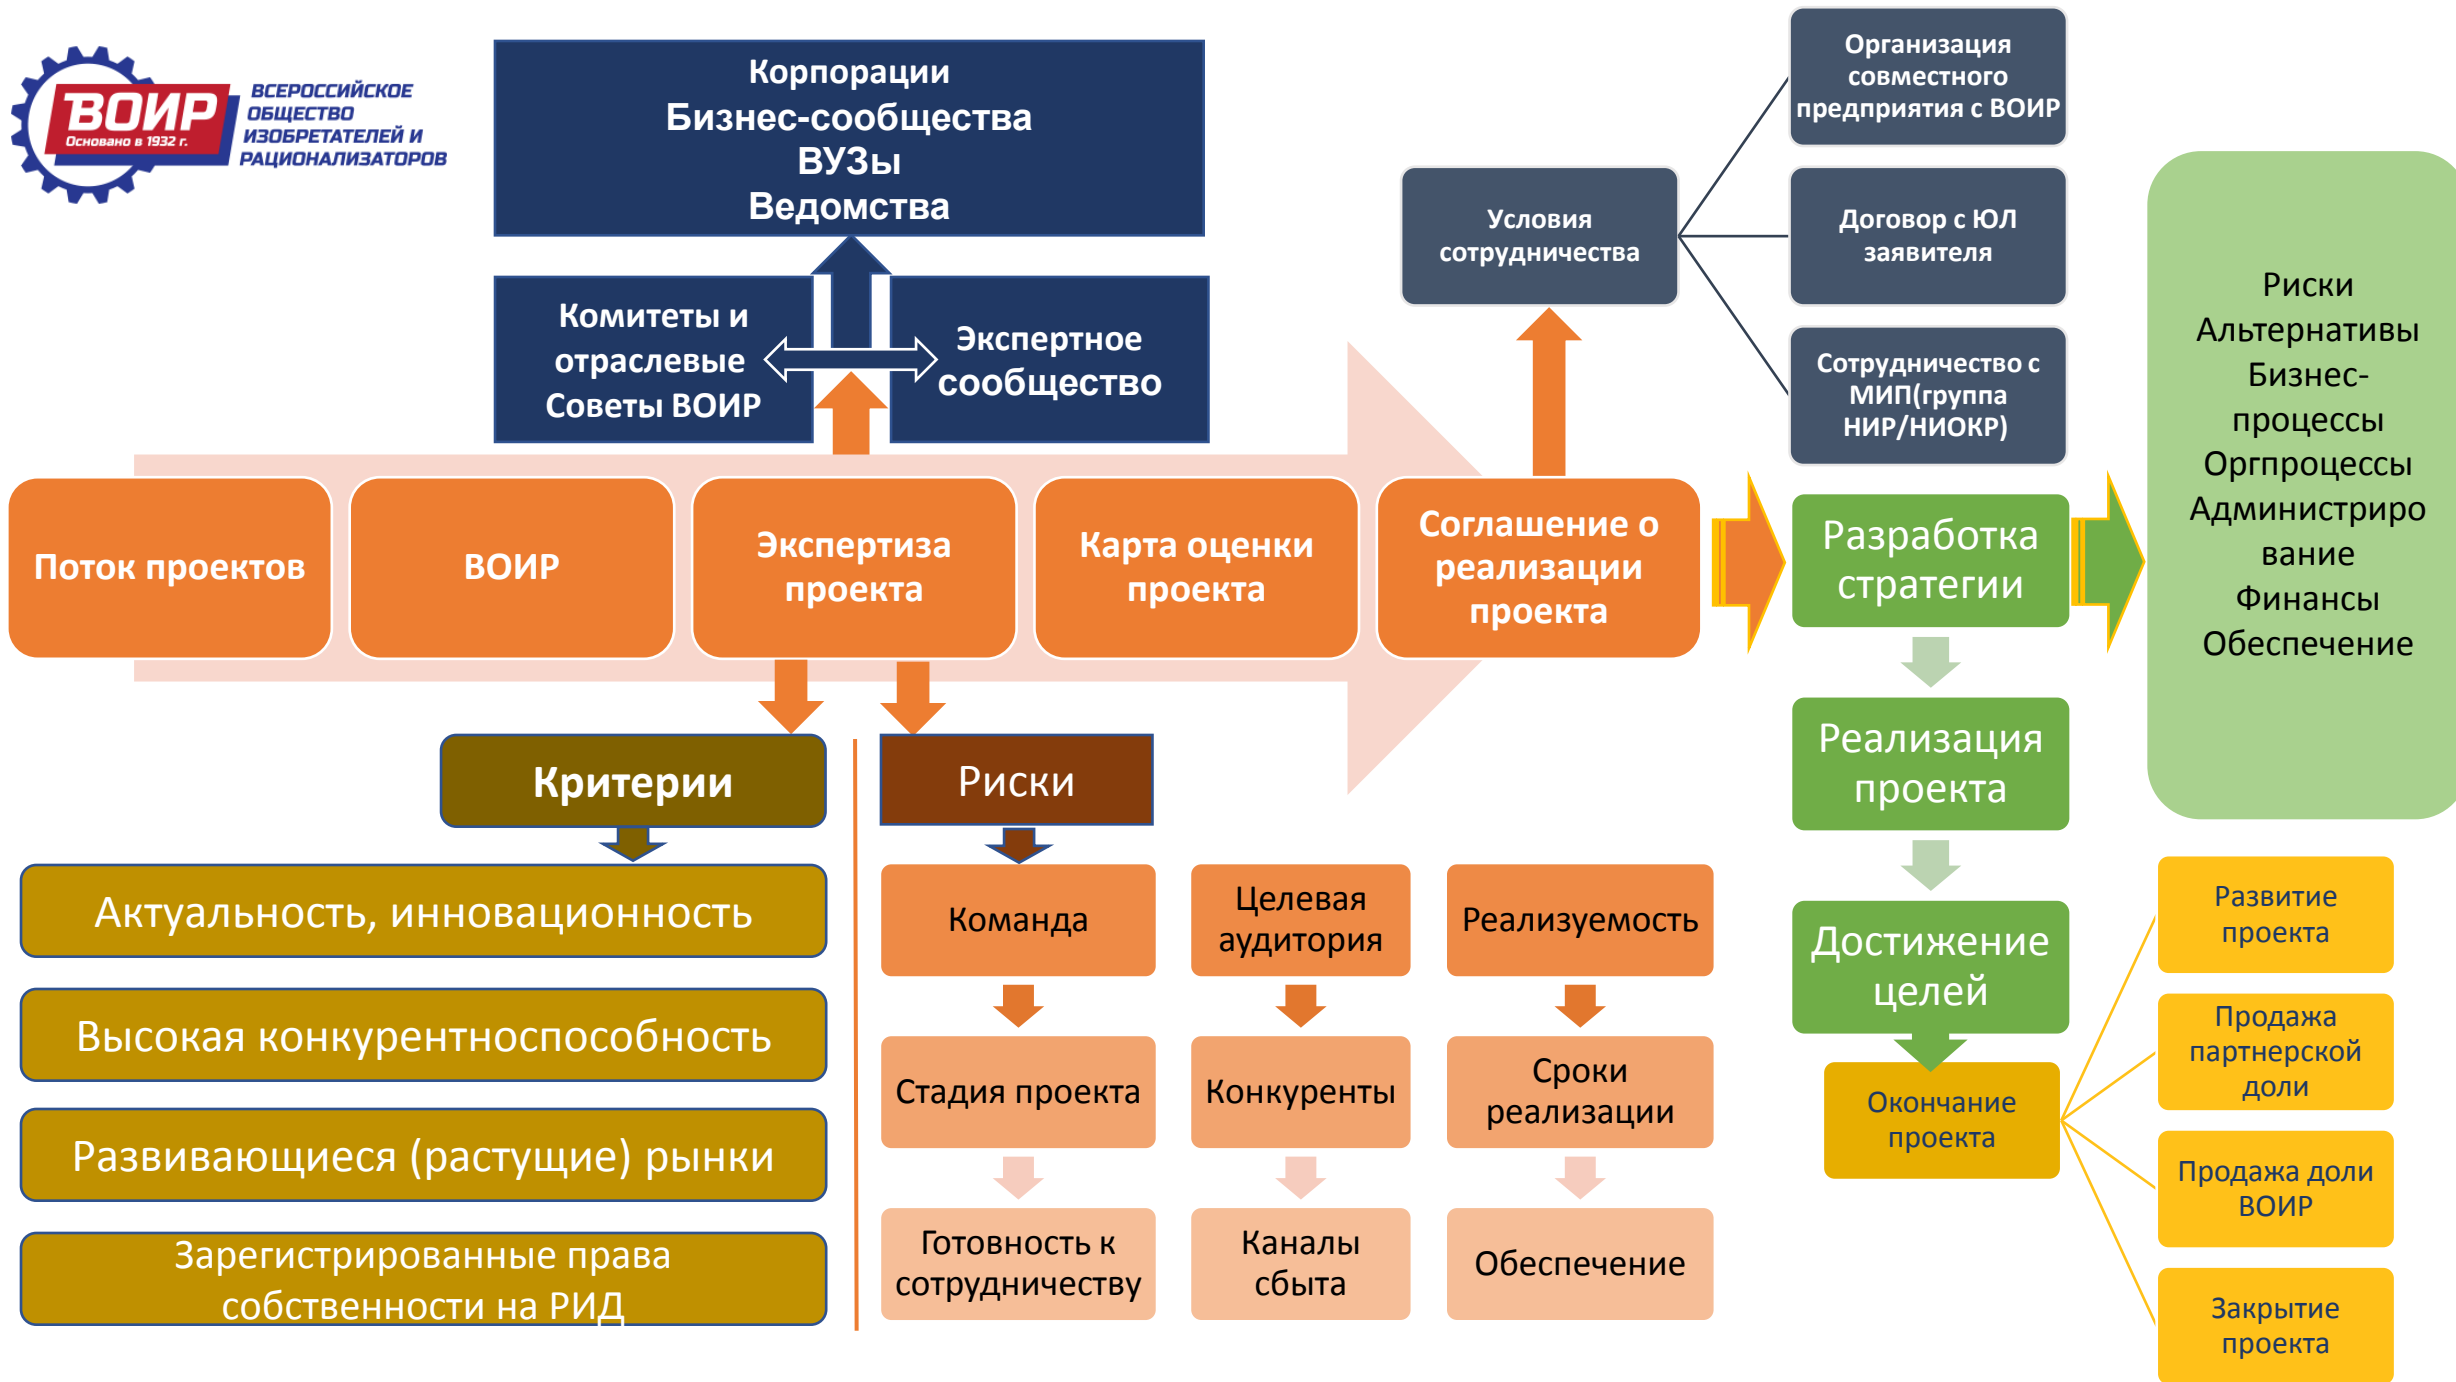 ВОИР
Основано в 1932 г.
ВСЕРОССИЙСКОЕ
ОБЩЕСТВО
ИЗОБРЕТАТЕЛЕЙ И
РАЦИОНАЛИЗАТОРОВ
Корпорации
Бизнес-сообщества
ВУЗы
Ведомства
Комитеты и
отраслевые
Советы ВОИР
Экспертное
сообщество
Условия
сотрудничества
Организация
совместного
предприятия с ВОИР
Договор с ЮЛ
заявителя
Сотрудничество с
МИП(группа
НИР/НИОКР)
Поток проектов
ВОИР
Экспертиза
проекта
Карта оценки
проекта
Соглашение о
реализации
проекта
Разработка
стратегии
Риски
Альтернативы
Бизнес-
процессы
Оргпроцессы
Администриро
вание
Финансы
Обеспечение
Реализация
проекта
Достижение
целей
Окончание
проекта
Развитие
проекта
Продажа
партнерской
доли
Продажа доли
ВОИР
Закрытие
проекта
Критерии
Актуальность, инновационность
Высокая конкурентноспособность
Развивающиеся (растущие) рынки
Зарегистрированные права
собственности на РИД
Риски
Команда
Стадия проекта
Готовность к
сотрудничеству
Целевая
аудитория
Конкуренты
Каналы
сбыта
Реализуемость
Сроки
реализации
Обеспечение